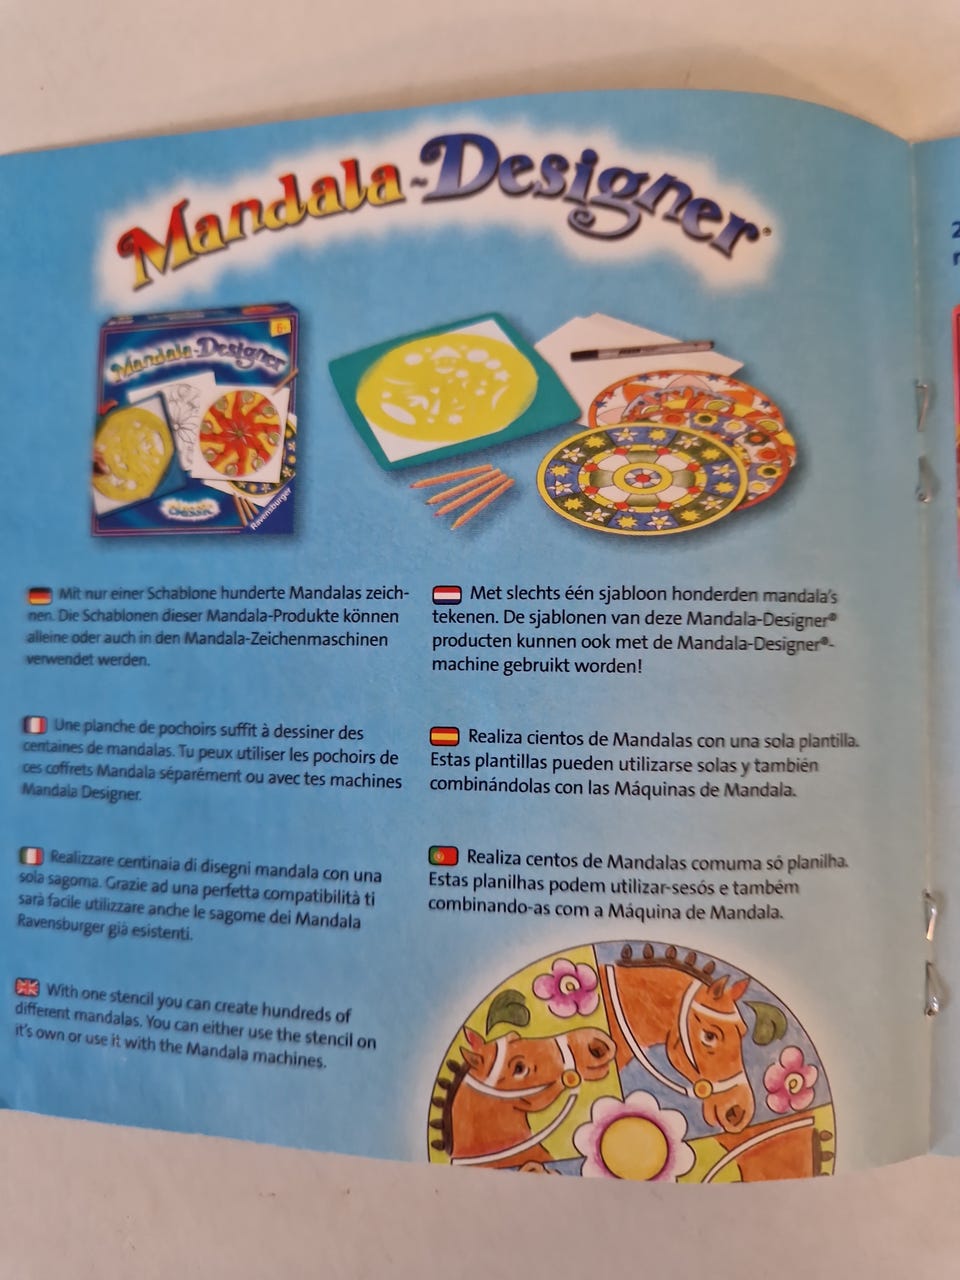 Mandala-Designer®
6+
Mandala-Designer
CLASSIC
Ravensburger
Mit nur einer Schablone hunderte Mandalas zeich-
nen. Die Schablonen dieser Mandala-Produkte können
alleine oder auch in den Mandala-Zeichenmaschinen
verwendet werden.
Une planche de pochoirs suffit à dessiner des
centaines de mandalas. Tu peux utiliser les pochoirs de
ces coffrets Mandala séparément ou avec tes machines
Mandala Designer.
Realizzare centinaia di disegni mandala con una
sola sagoma. Grazie ad una perfetta compatibilità ti
sarà facile utilizzare anche le sagome dei Mandala
Ravensburger già esistenti.
With one stencil you can create hundreds of
different mandalas. You can either use the stencil on
it's own or use it with the Mandala machines.
Met slechts één sjabloon honderden mandala's
tekenen. De sjablonen van deze Mandala-Designer®
producten kunnen ook met de Mandala-Designer®-
machine gebruikt worden!
Realiza cientos de Mandalas con una sola plantilla.
Estas plantillas pueden utilizarse solas y también
combinándolas con las Máquinas de Mandala.
Realiza centos de Mandalas comuma só planilha.
Estas planilhas podem utilizar-sesós e também
combinando-as com a Máquina de Mandala.